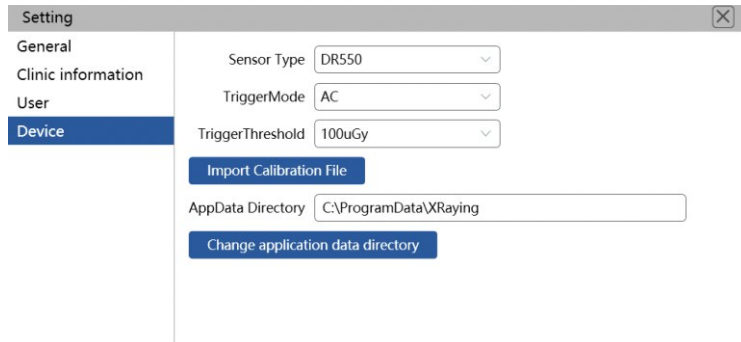 Setting
General
Clinic information
User
Device
Sensor Type DR550
TriggerMode AC
TriggerThreshold 100uGy
Import Calibration File
AppData Directory C:\ProgramData\XRaying
Change application data directory